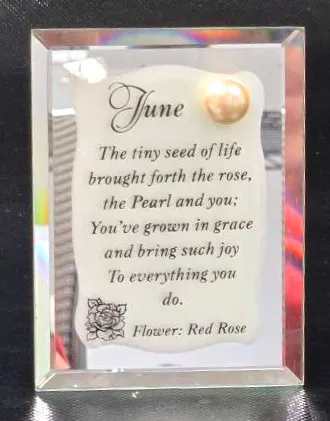 June
The tiny seed of life
brought forth the rose,
the Pearl and you;
You've grown in grace
and bring such joy
To everything you
do.
Flower: Red Rose